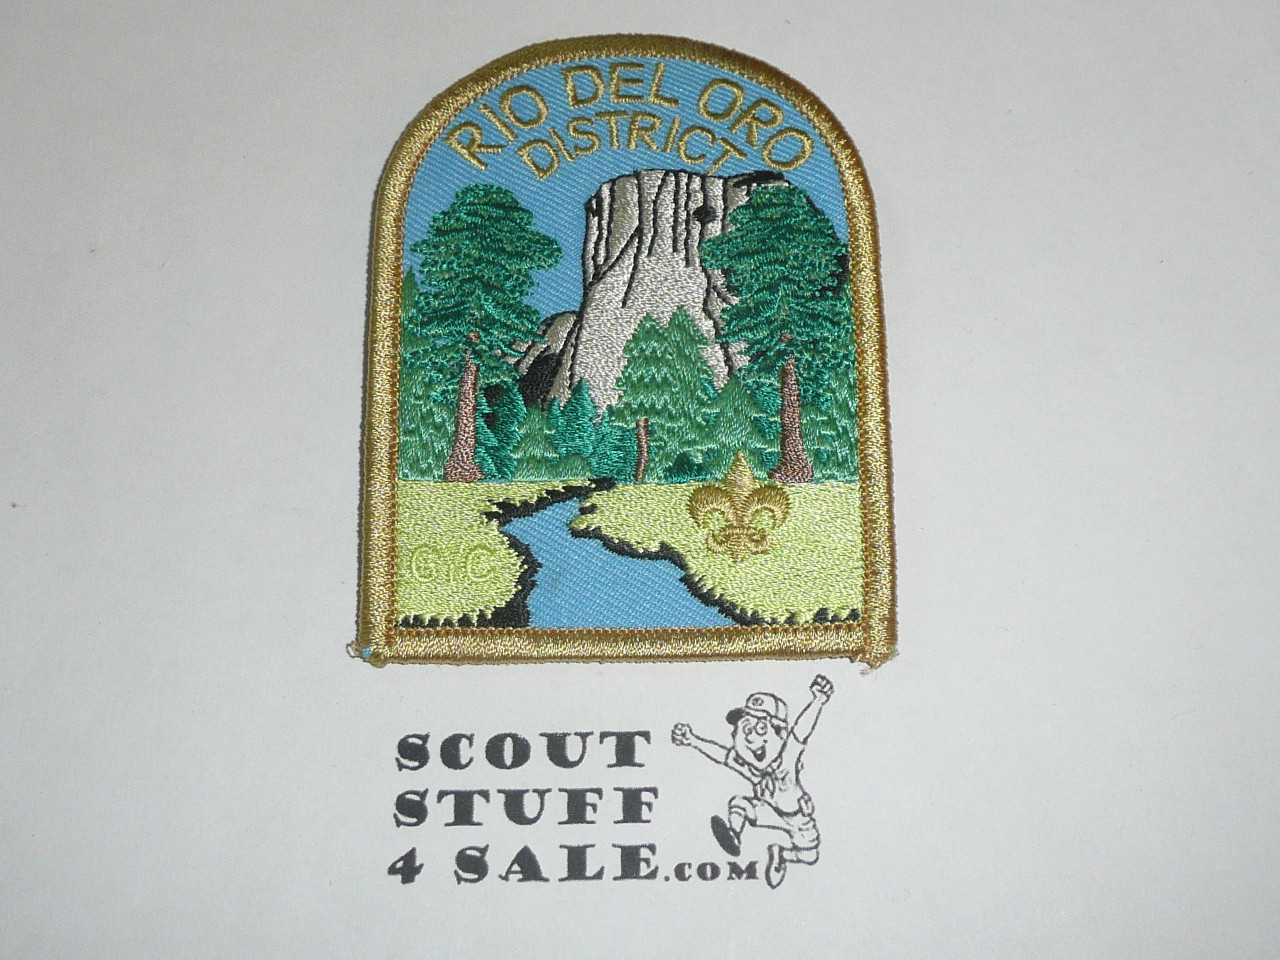 RIO DEL ORO
DISTRICT
GYC
SCOUT
STUFF
4 SALE.COM